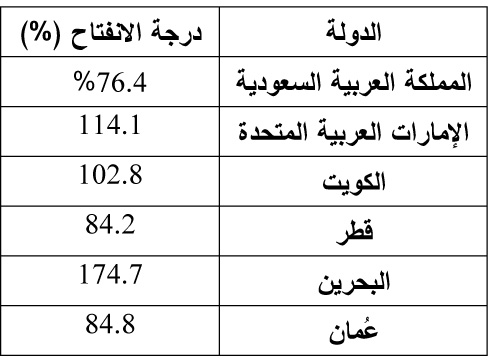 الدولة درجة الانفتاح (%)
المملكة العربية السعودية %76.4
الإمارات العربية المتحدة 114.1
الكويت 102.8
قطر 84.2
البحرين 174.7
عُمان 84.8